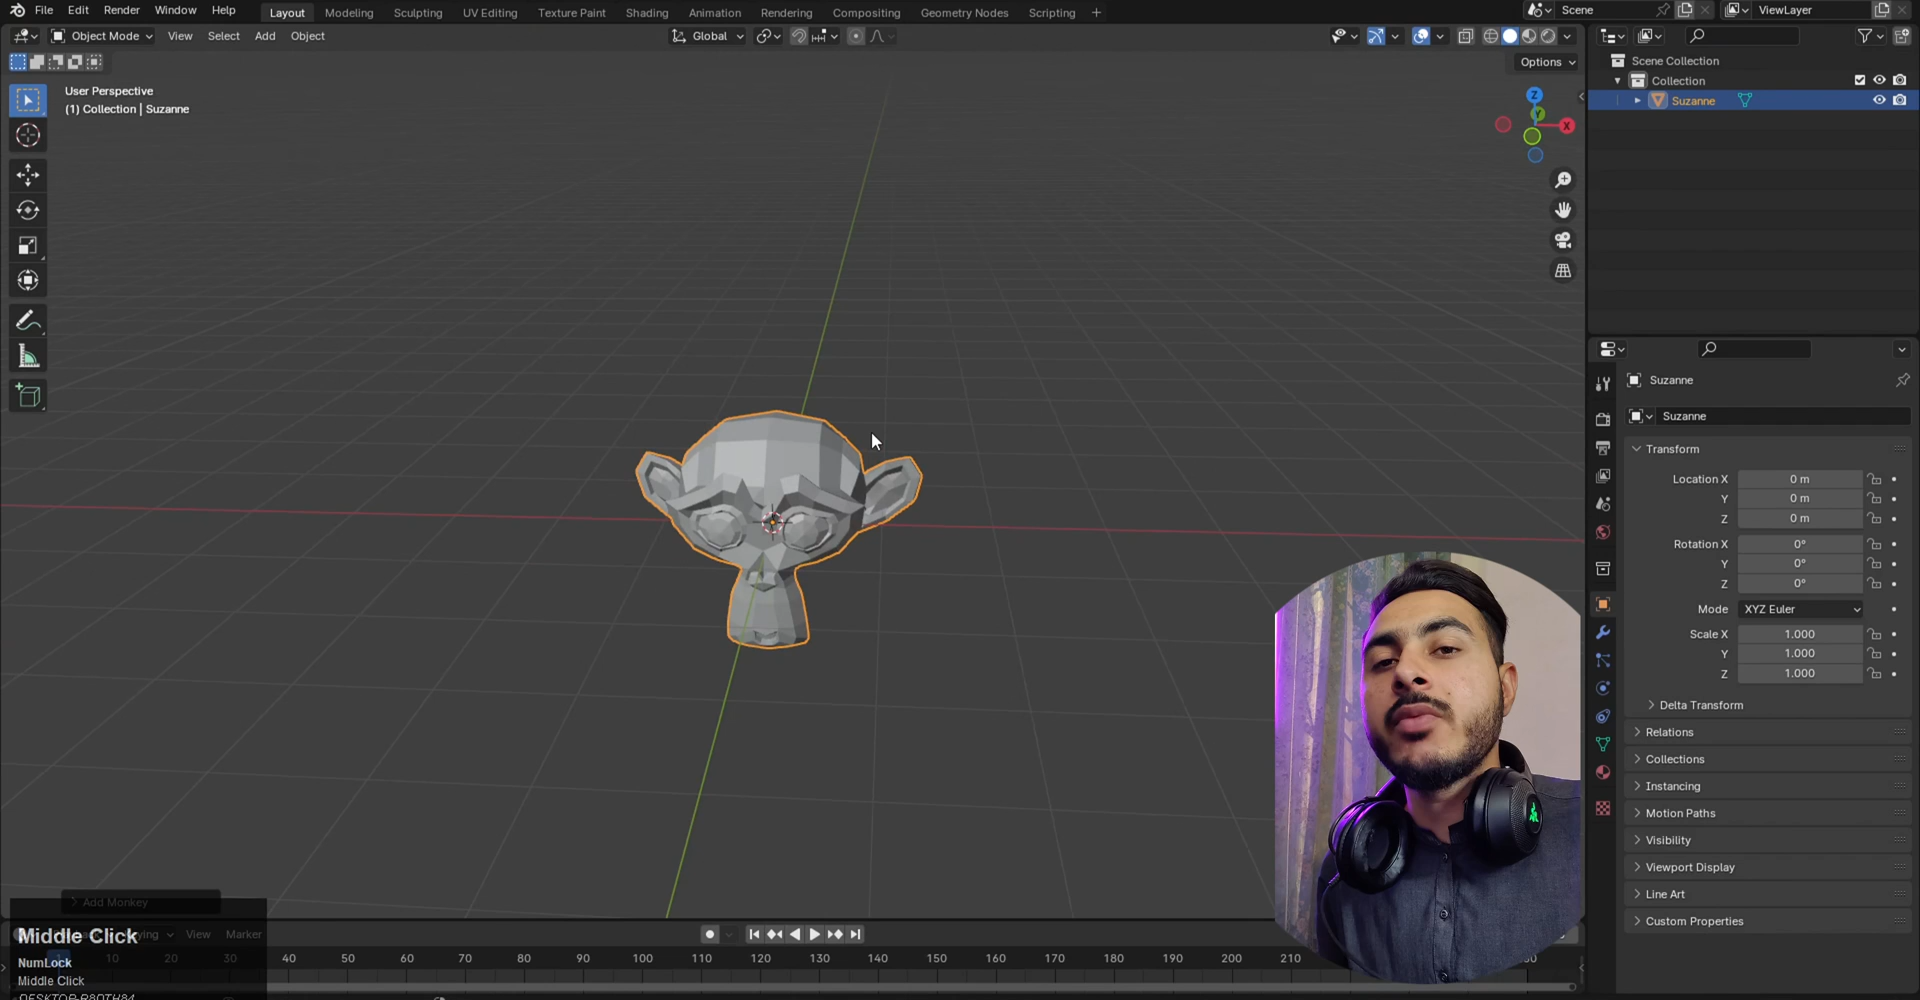 File Edit Render Window Help
Layout Modeling Sculpting UV Editing Texture Paint Shading Animation Rendering Compositing Geometry Nodes Scripting +
Scene
ViewLayer
Object Mode View Select Add Object
Global
Options
User Perspective
(1) Collection | Suzanne
Z
Y
X
Scene Collection
Collection
Suzanne
Suzanne
Suzanne
Transform
Location X 0 m
Y 0 m
Z 0 m
Rotation X 0°
Y 0°
Z 0°
Mode XYZ Euler
Scale X 1.000
Y 1.000
Z 1.000
Delta Transform
Relations
Collections
Instancing
Motion Paths
Visibility
Viewport Display
Line Art
Custom Properties
Add Monkey
Middle Click
View Marker
NumLock
Middle Click
1 10 20 30 40 50 60 70 80 90 100 110 120 130 140 150 160 170 180 190 200 210